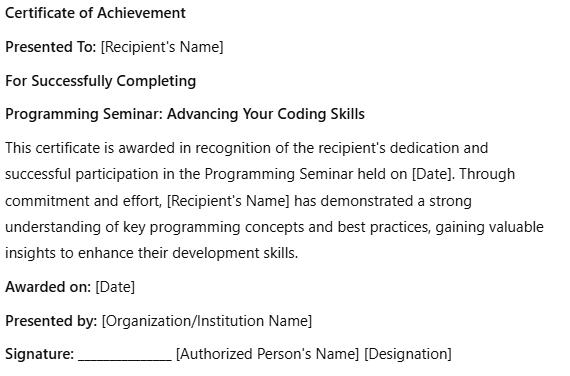 Certificate of Achievement
Presented To: [Recipient's Name]
For Successfully Completing
Programming Seminar: Advancing Your Coding Skills
This certificate is awarded in recognition of the recipient's dedication and
successful participation in the Programming Seminar held on [Date]. Through
commitment and effort, [Recipient's Name] has demonstrated a strong
understanding of key programming concepts and best practices, gaining valuable
insights to enhance their development skills.
Awarded on: [Date]
Presented by: [Organization/Institution Name]
Signature: _______________ [Authorized Person's Name] [Designation]